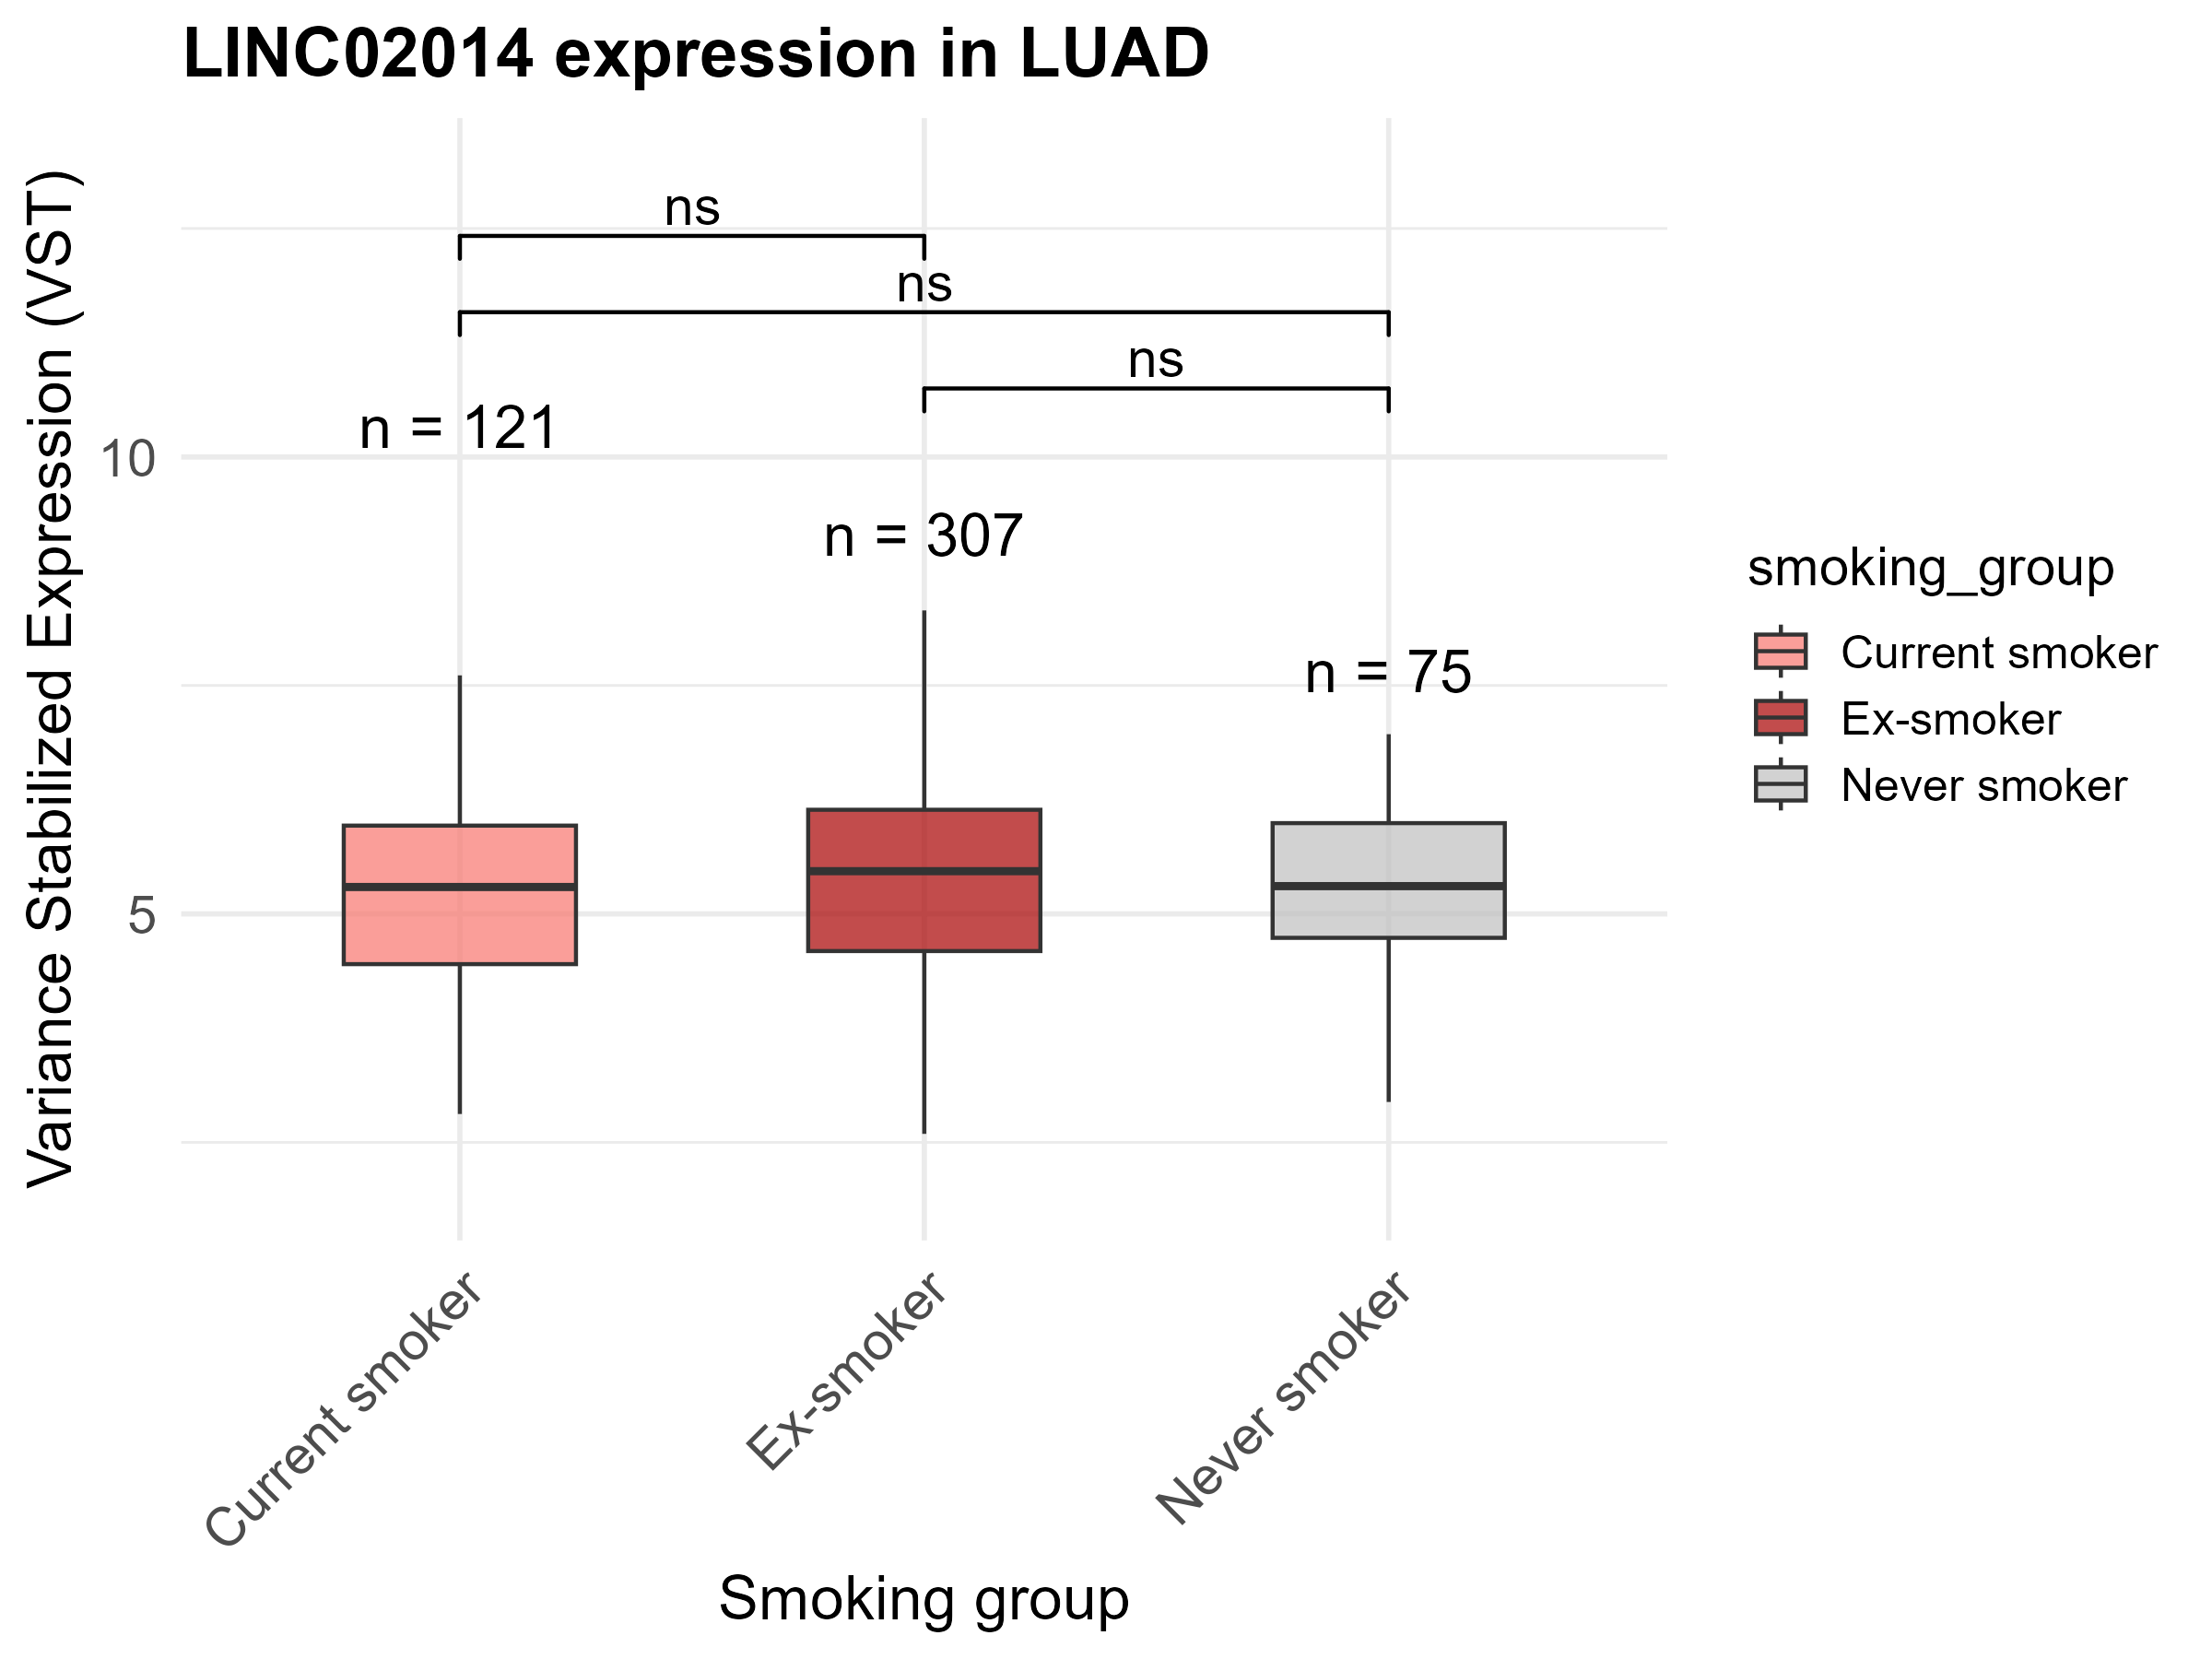 LINC02014 expression in LUAD
Variance Stabilized Expression (VST)
10
5
ns
ns
ns
n = 121
n = 307
n = 75
Current smoker
Ex-smoker
Never smoker
Smoking group
smoking_group
Current smoker
Ex-smoker
Never smoker